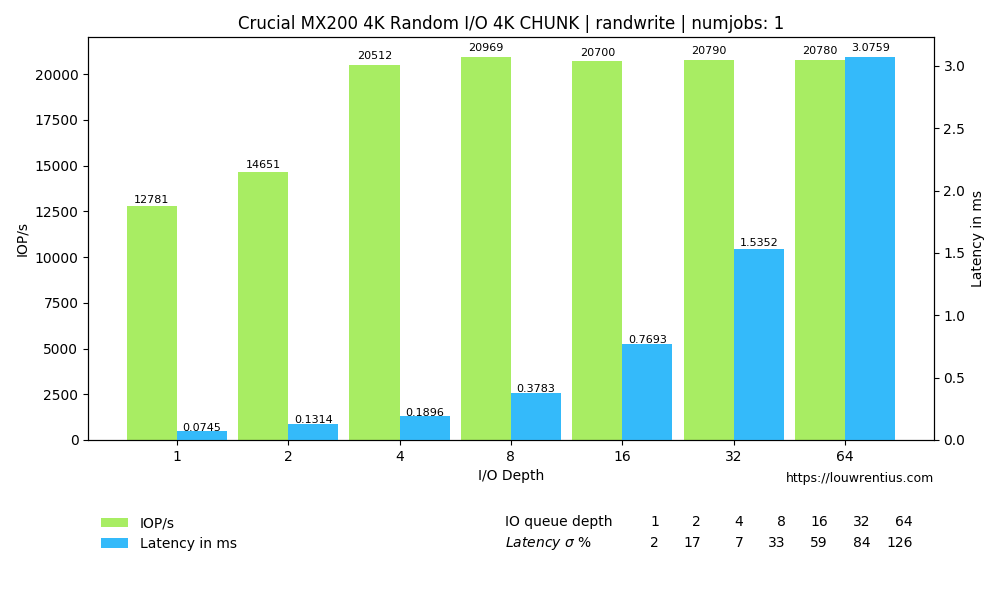 Crucial MX200 4K Random I/O 4K CHUNK | randwrite | numjobs: 1
20512 20969 20700 20790 20780 3.0759
14651
12781
1.5352
0.7693
0.3783
0.1896
0.1314
0.0745
20000
17500
15000
12500
10000
7500
5000
2500
0
IOP/s
3.0
2.5
2.0
1.5
1.0
0.5
0.0
Latency in ms
1 2 4 8 16 32 64
I/O Depth
https://louwrentius.com
IOP/s
Latency in ms
IO queue depth 1 2 4 8 16 32 64
Latency σ % 2 17 7 33 59 84 126